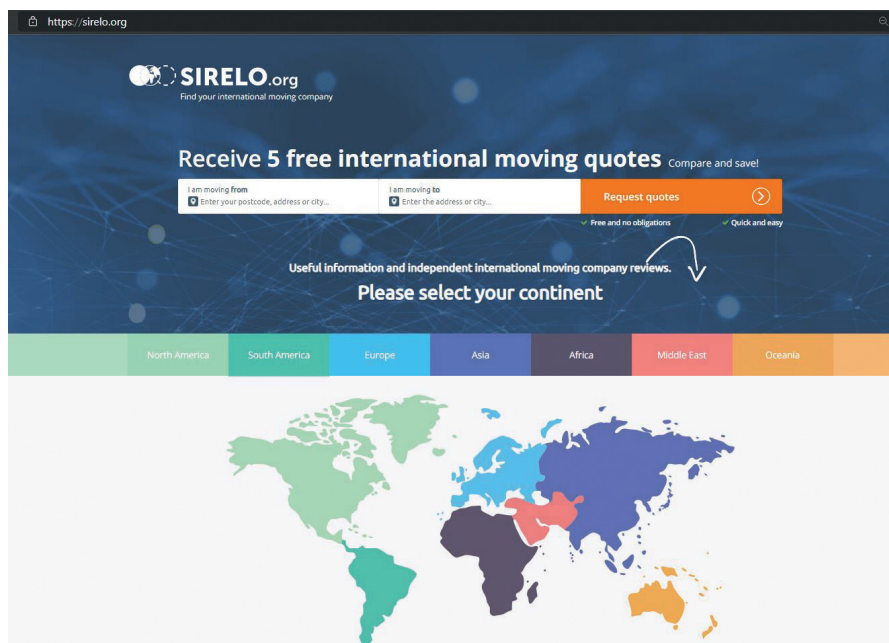 https://sirelo.org
SIRELO.org
Find your international moving company
Receive 5 free international moving quotes Compare and save!
I am moving from
Enter your postcode, address or city...
I am moving to
Enter the address or city...
Request quotes
Free and no obligations
Quick and easy
Useful information and independent international moving company reviews.
Please select your continent
North America
South America
Europe
Asia
Africa
Middle East
Oceania